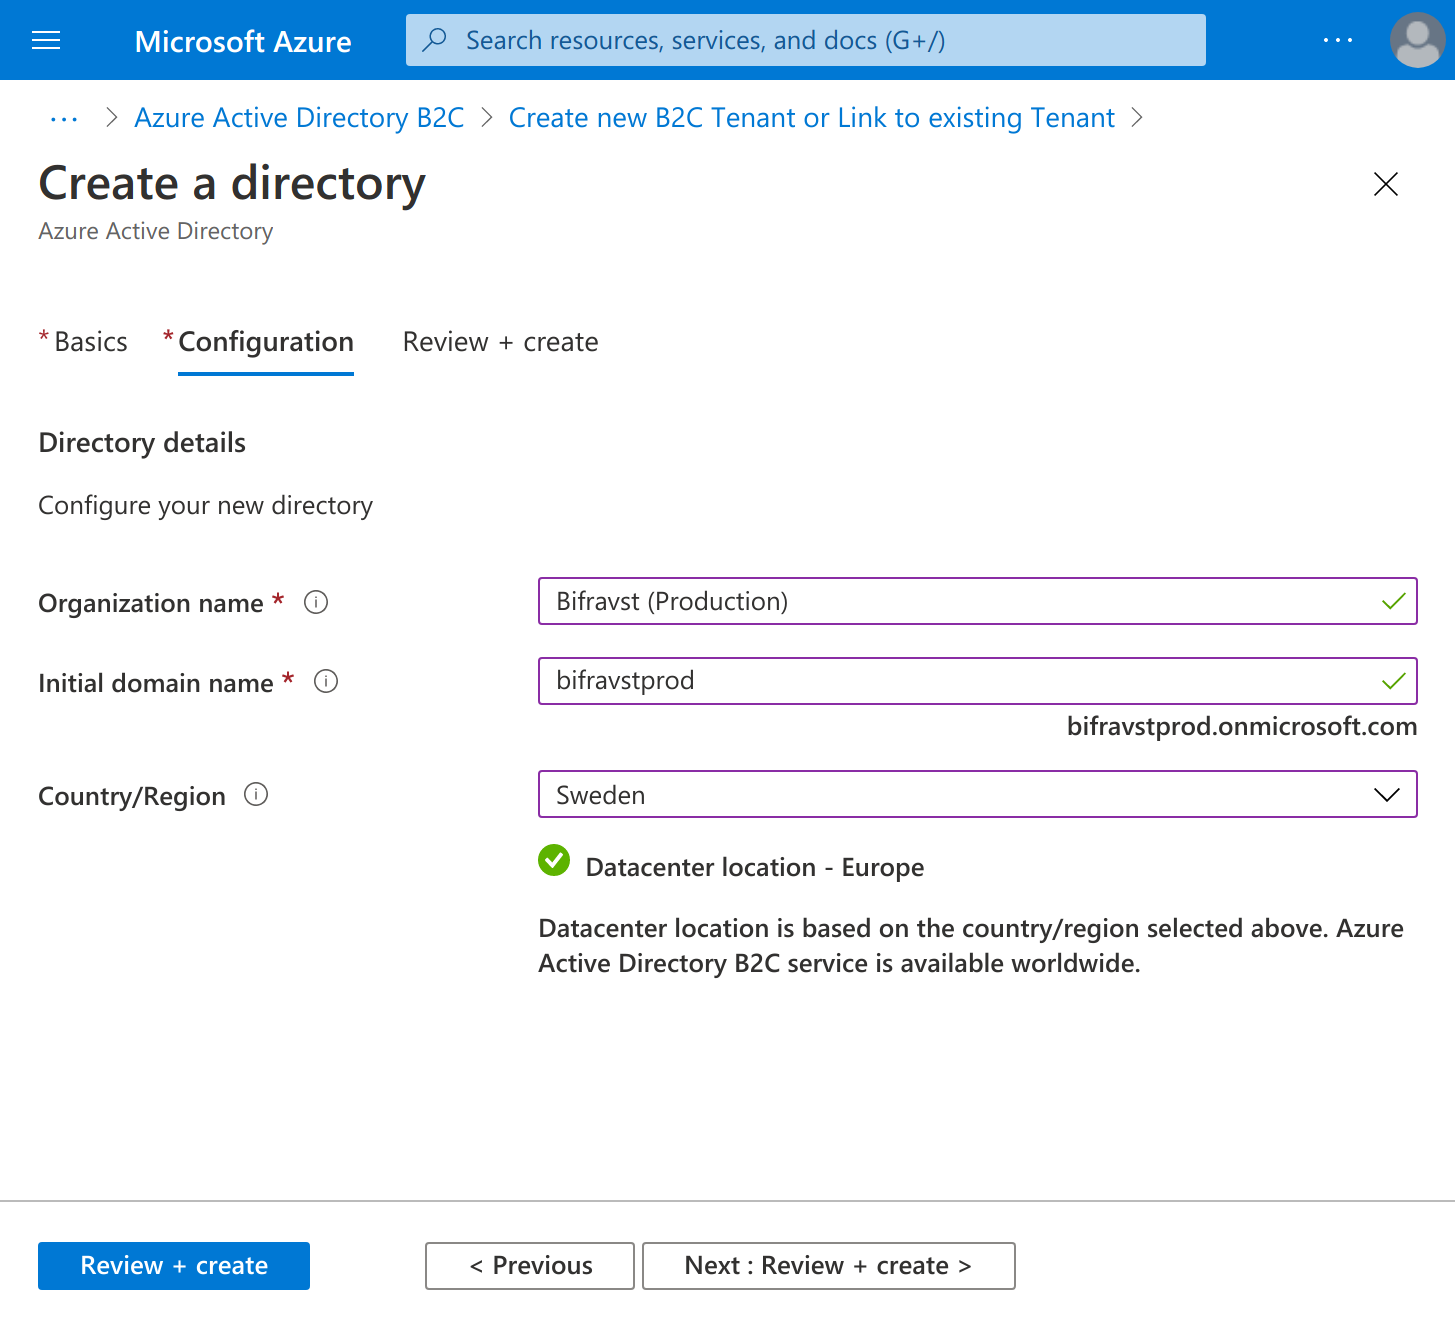 Microsoft Azure
Search resources, services, and docs (G+/)
...
... > Azure Active Directory B2C > Create new B2C Tenant or Link to existing Tenant >
Create a directory
Azure Active Directory
* Basics * Configuration Review + create
Directory details
Configure your new directory
Organization name *
Bifravst (Production)
Initial domain name *
bifravstprod
bifravstprod.onmicrosoft.com
Country/Region
Sweden
Datacenter location - Europe
Datacenter location is based on the country/region selected above. Azure
Active Directory B2C service is available worldwide.
Review + create
< Previous
Next : Review + create >